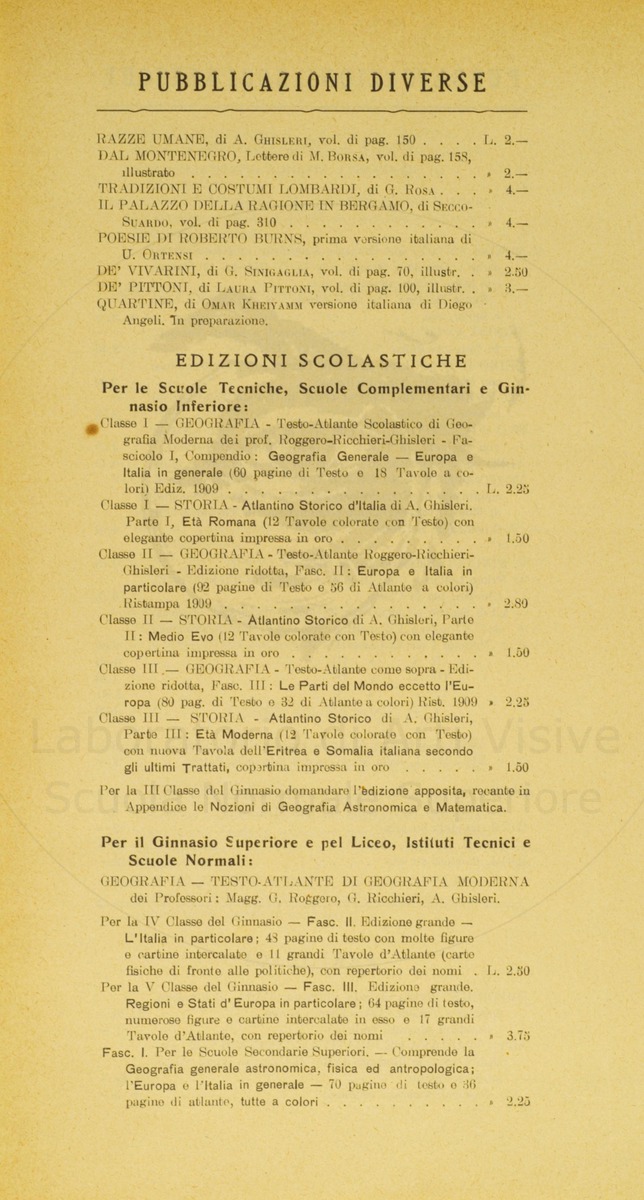 PUBBLICAZIONI DIVERSE
RAZZE UMANE, di A. GHISLERI, vol. di pag. 150 . . . . L. 2.—
DAL MONTENEGRO, Lettere di M. BORSA, vol. di pag. 158,
illustrato . . . . . . . . . . . . . . . . . . » 2.—
TRADIZIONI E COSTUMI LOMBARDI, di G. ROSA . . . » 4.—
IL PALAZZO DELLA RAGIONE IN BERGAMO, di SECCO-
SUARDO, vol. di pag. 310 . . . . . . . . . . . . » 4.—
POESIE DI ROBERTO BURNS, prima versione italiana di
U. ORTENSI . . . . . . . . . . . . . . . . . » 4.—
DE' VIVARINI, di G. SINIGAGLIA, vol. di pag. 70, illustr. . » 2.50
DE' PITTONI, di LAURA PITTONI, vol. di pag. 100, illustr. . » 3.—
QUARTINE, di OMAR KHEIYAMM versione italiana di Diego
Angeli. In preparazione.
EDIZIONI SCOLASTICHE
Per le Scuole Tecniche, Scuole Complementari e Gin-
nasio Inferiore:
Classe I — GEOGRAFIA - Testo-Atlante Scolastico di Geo-
grafia Moderna dei prof. Roggero-Ricchieri-Ghisleri - Fa-
scicolo I, Compendio: Geografia Generale — Europa e
Italia in generale (60 pagine di Testo e 18 Tavole a co-
lori) Ediz. 1909 . . . . . . . . . . . . . . . . L. 2.25
Classe I — STORIA - Atlantino Storico d'Italia di A. Ghisleri.
Parte I, Età Romana (12 Tavole colorate con Testo) con
elegante copertina impressa in oro . . . . . . . . . » 1.50
Classe II — GEOGRAFIA - Testo-Atlante Roggero-Ricchieri-
Ghisleri - Edizione ridotta, Fasc. II: Europa e Italia in
particolare (92 pagine di Testo e 56 di Atlante a colori)
Ristampa 1909 . . . . . . . . . . . . . . . . » 2.80
Classe II — STORIA - Atlantino Storico di A. Ghisleri, Parte
II: Medio Evo (12 Tavole colorate con Testo) con elegante
copertina impressa in oro . . . . . . . . . . . . » 1.50
Classe III — GEOGRAFIA - Testo-Atlante come sopra - Edi-
zione ridotta, Fasc. III: Le Parti del Mondo eccetto l'Eu-
ropa (80 pag. di Testo e 32 di Atlante a colori) Rist. 1909 » 2.25
Classe III — STORIA - Atlantino Storico di A. Ghisleri,
Parte III: Età Moderna (12 Tavole colorate con Testo)
con nuova Tavola dell'Eritrea e Somalia italiana secondo
gli ultimi Trattati, copertina impressa in oro . . . . . » 1.50
Per la III Classe del Ginnasio domandare l'edizione apposita, recante in
Appendice le Nozioni di Geografia Astronomica e Matematica.
Per il Ginnasio Superiore e pel Liceo, Istituti Tecnici e
Scuole Normali:
GEOGRAFIA — TESTO-ATLANTE DI GEOGRAFIA MODERNA
dei Professori: Magg. G. Roggero, G. Ricchieri, A. Ghisleri.
Per la IV Classe del Ginnasio — Fasc. II. Edizione grande —
L'Italia in particolare; 48 pagine di testo con molte figure
e cartine intercalate e 11 grandi Tavole d'Atlante (carte
fisiche di fronte alle politiche), con repertorio dei nomi . L. 2.50
Per la V Classe del Ginnasio — Fasc. III. Edizione grande.
Regioni e Stati d'Europa in particolare; 64 pagine di testo,
numerose figure e cartine intercalate in esso e 17 grandi
Tavole d'Atlante, con repertorio dei nomi . . . . . » 3.75
Fasc. I. Per le Scuole Secondarie Superiori. — Comprende la
Geografia generale astronomica, fisica ed antropologica;
l'Europa e l'Italia in generale — 70 pagine di testo e 36
pagine di atlante, tutte a colori . . . . . . . . . . » 2.25